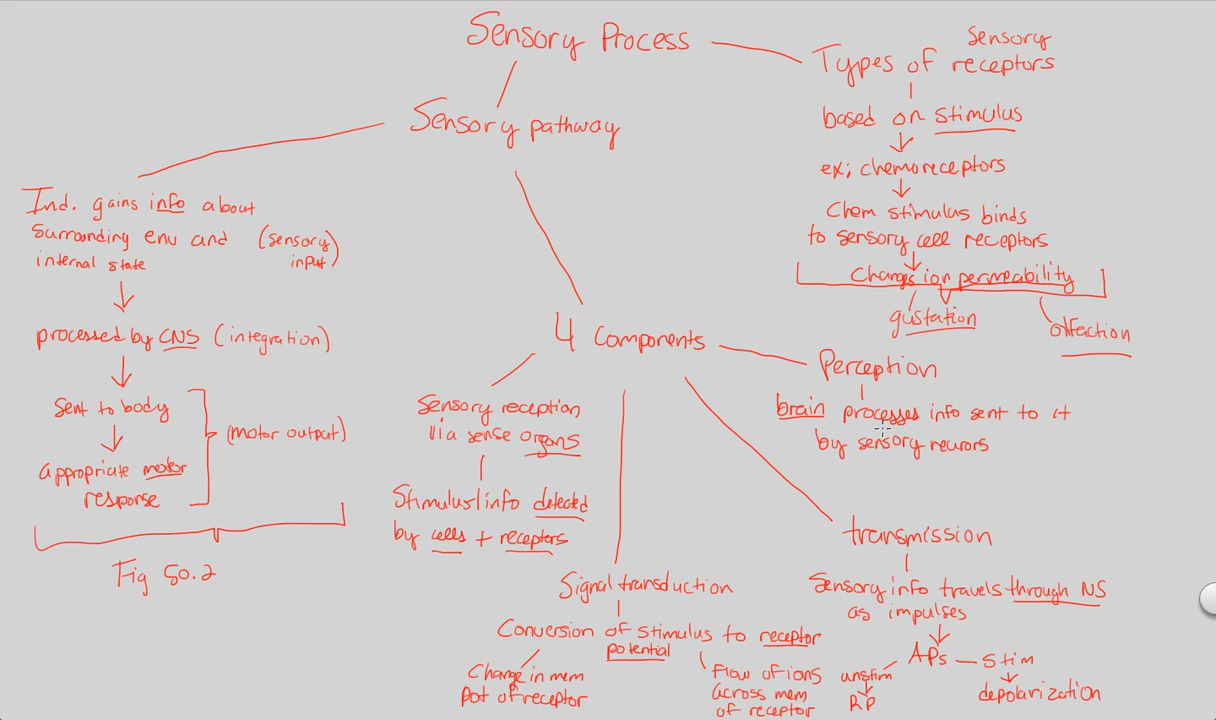 Sensory Process
Sensory pathway
Ind. gains info about
surrounding env and (sensory
internal state input)
processed by CNS (integration)
Sent to body
(motor output)
appropriate motor
response
Fig 50.2
4 Components
Sensory reception
via sense organs
Stimulus/info detected
by cells + receptors
Signal transduction
Conversion of stimulus to receptor
potential
Change in mem
pot of receptor
Flow of ions
across mem
of receptor
transmission
Sensory info travels through NS
as impulses
APs — stim
unstim
RP
depolarization
Perception
brain processes info sent to it
by sensory neurons
Types of sensory
receptors
based on stimulus
ex; chemoreceptors
Chem stimulus binds
to sensory cell receptors
Changes ion permeability
gustation
olfaction